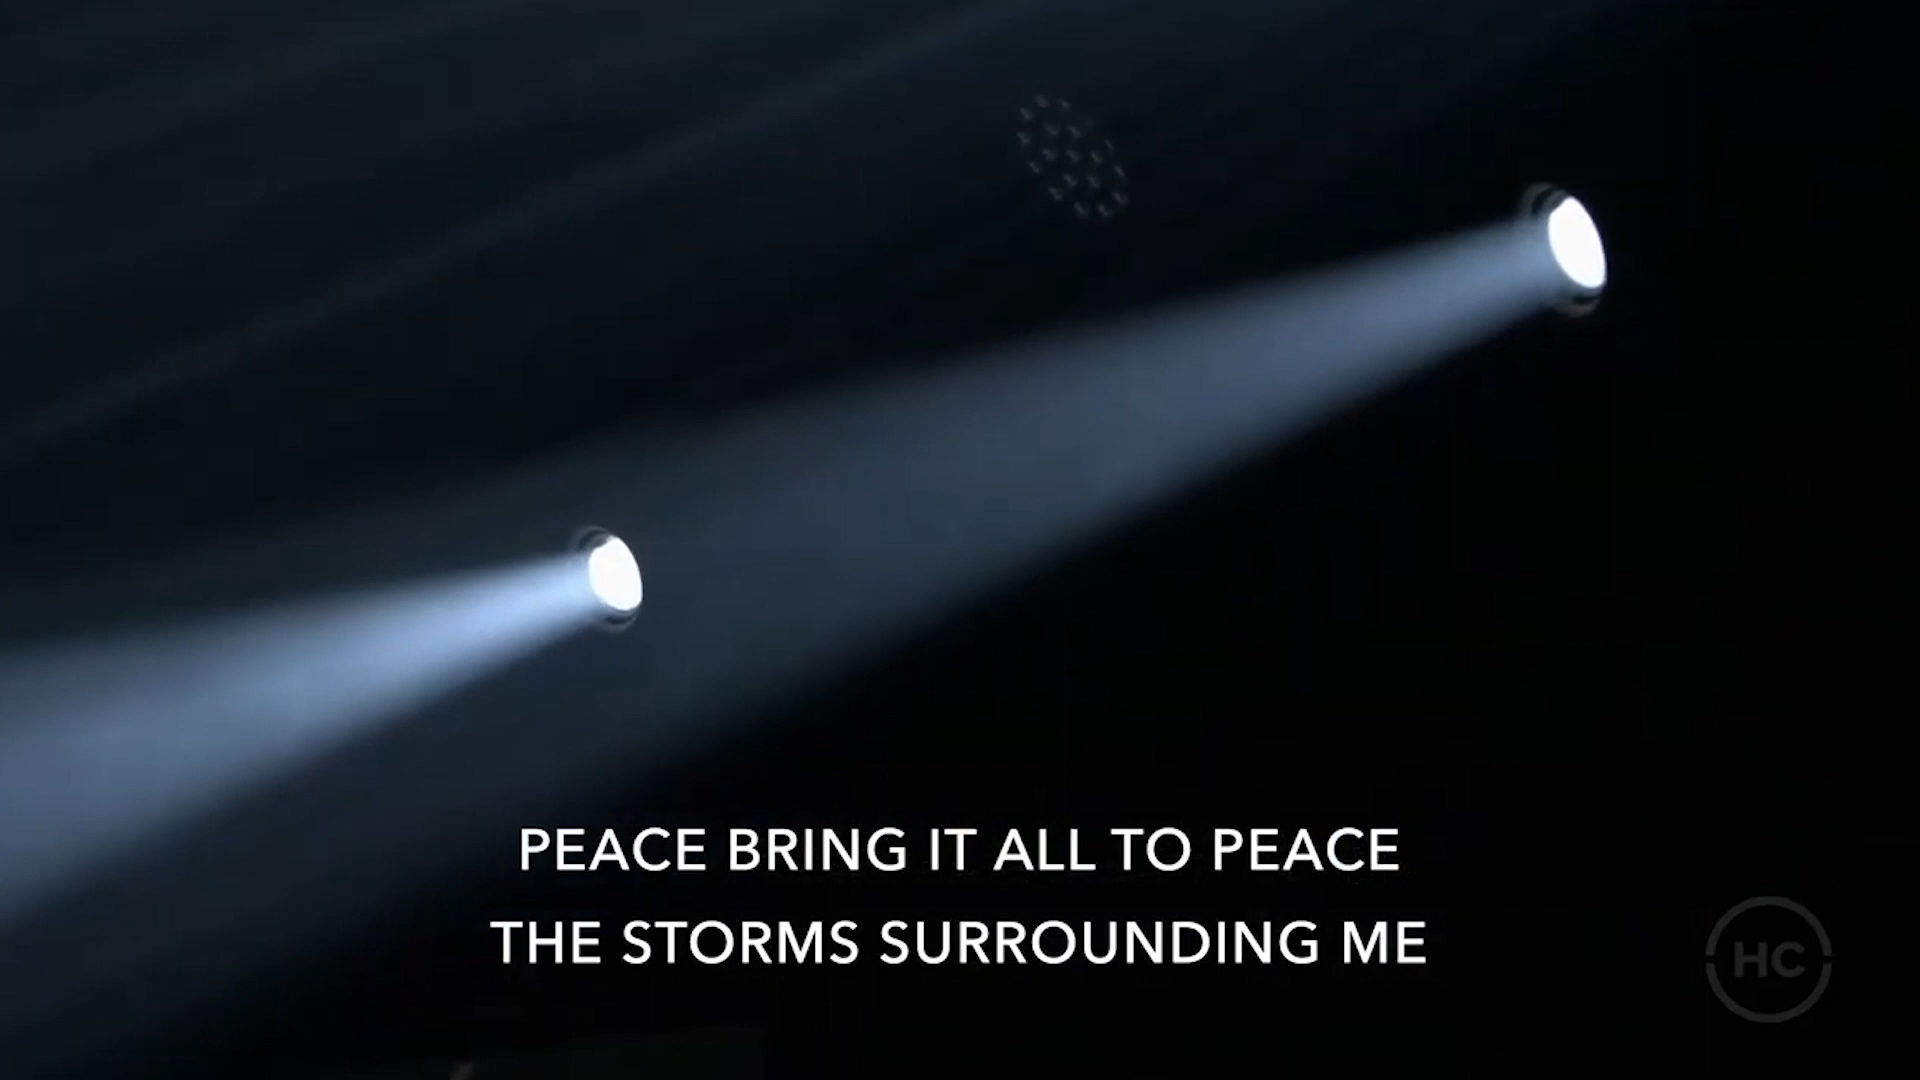 PEACE BRING IT ALL TO PEACE
THE STORMS SURROUNDING ME
HC